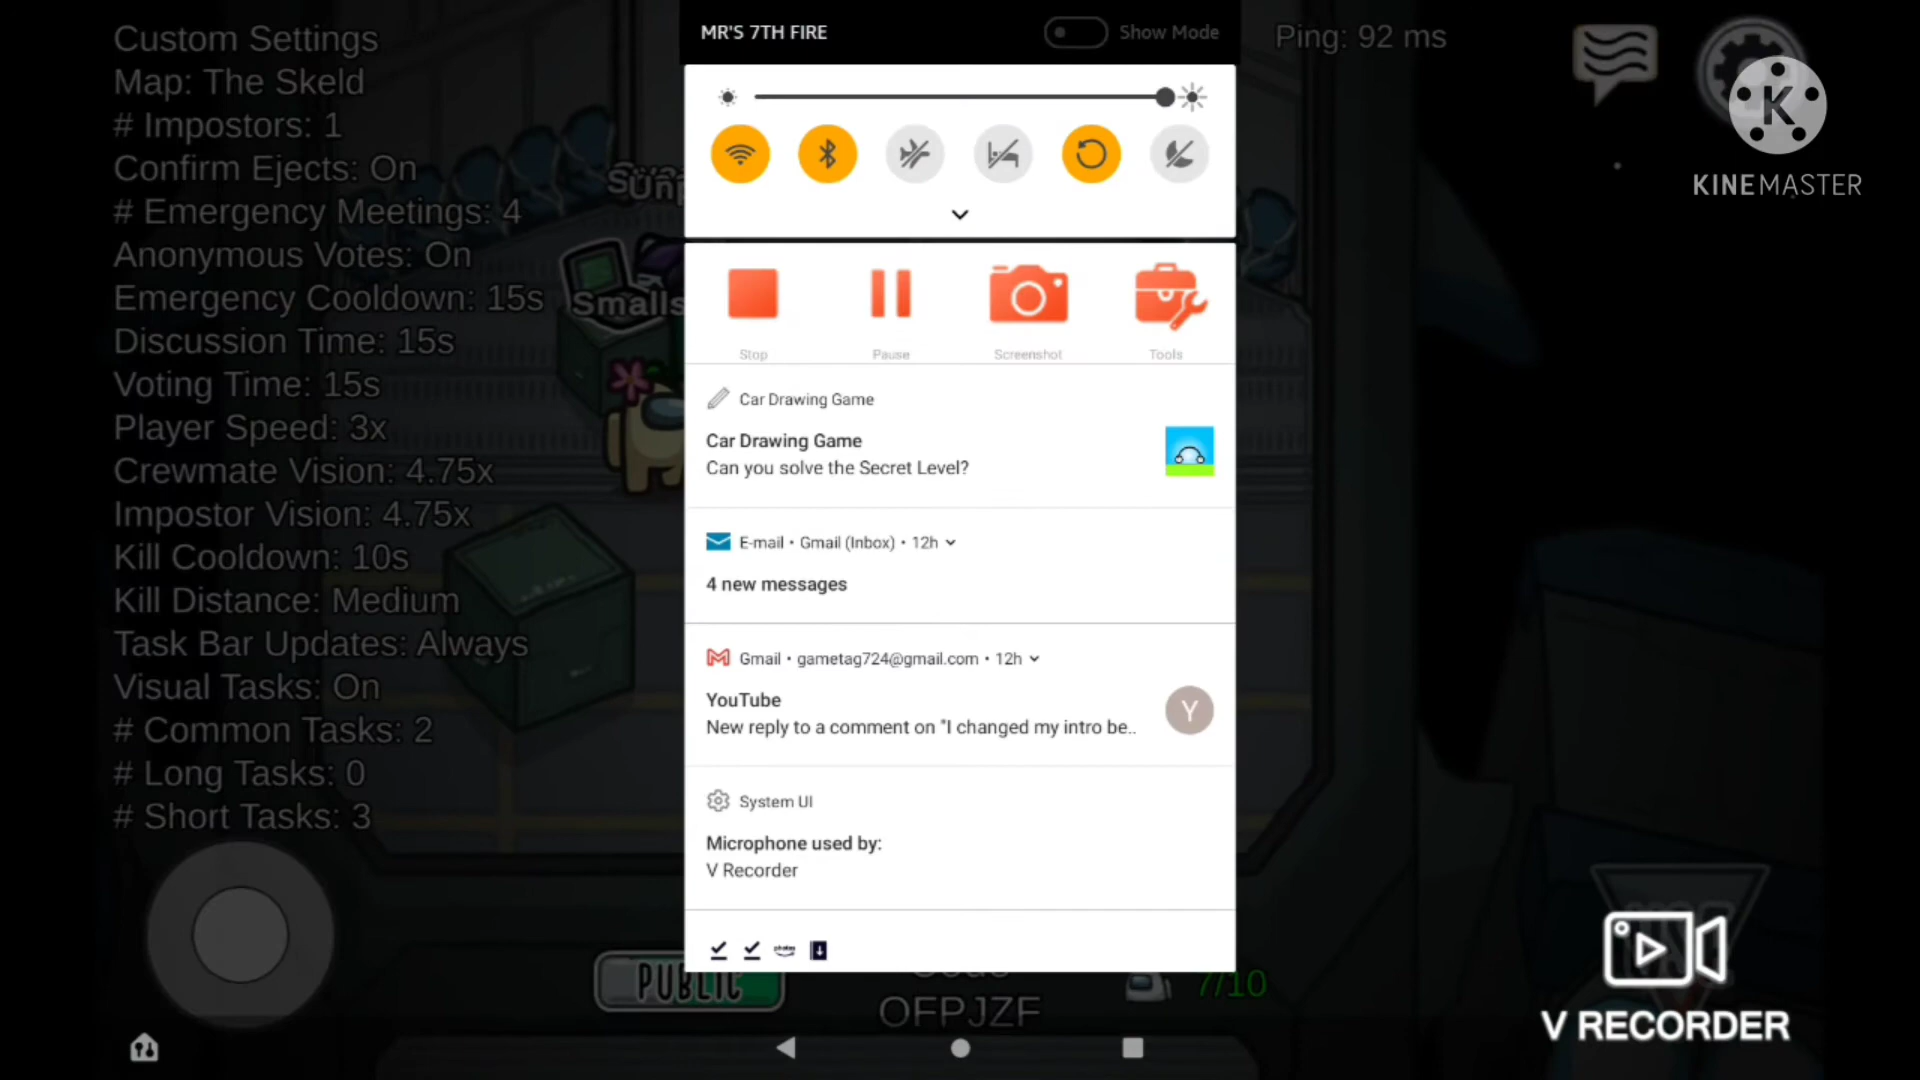 MR'S 7TH FIRE
Show Mode
Ping: 92 ms
Custom Settings
Map: The Skeld
# Impostors: 1
Confirm Ejects: On
# Emergency Meetings: 4
Anonymous Votes: On
Emergency Cooldown: 15s
Discussion Time: 15s
Voting Time: 15s
Player Speed: 3x
Crewmate Vision: 4.75x
Impostor Vision: 4.75x
Kill Cooldown: 10s
Kill Distance: Medium
Task Bar Updates: Always
Visual Tasks: On
# Common Tasks: 2
# Long Tasks: 0
# Short Tasks: 3
Smalls
K
KINEMASTER
Stop
Pause
Screenshot
Tools
Car Drawing Game
Car Drawing Game
Can you solve the Secret Level?
E-mail • Gmail (Inbox) • 12h
4 new messages
Gmail • gametag724@gmail.com • 12h
YouTube
New reply to a comment on "I changed my intro be..
Y
System UI
Microphone used by:
V Recorder
PUBLIC
Code
OFPJZF
7/10
V RECORDER